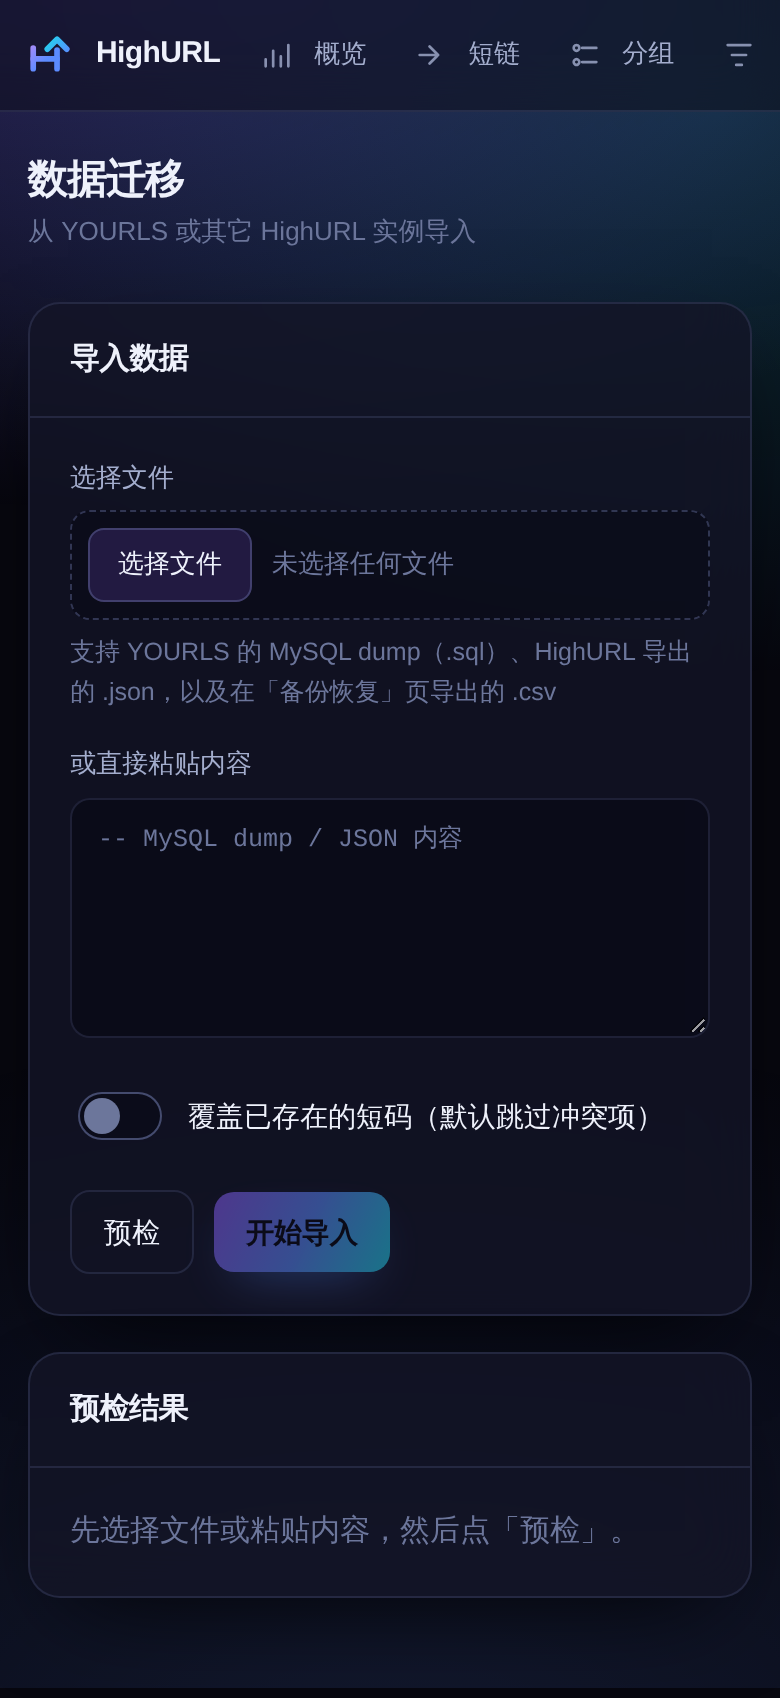 HighURL 概览 短链 分组
数据迁移
从 YOURLS 或其它 HighURL 实例导入
导入数据
选择文件
选择文件 未选择任何文件
支持 YOURLS 的 MySQL dump（.sql）、HighURL 导出
的 .json，以及在「备份恢复」页导出的 .csv
或直接粘贴内容
-- MySQL dump / JSON 内容
覆盖已存在的短码（默认跳过冲突项）
预检 开始导入
预检结果
先选择文件或粘贴内容，然后点「预检」。